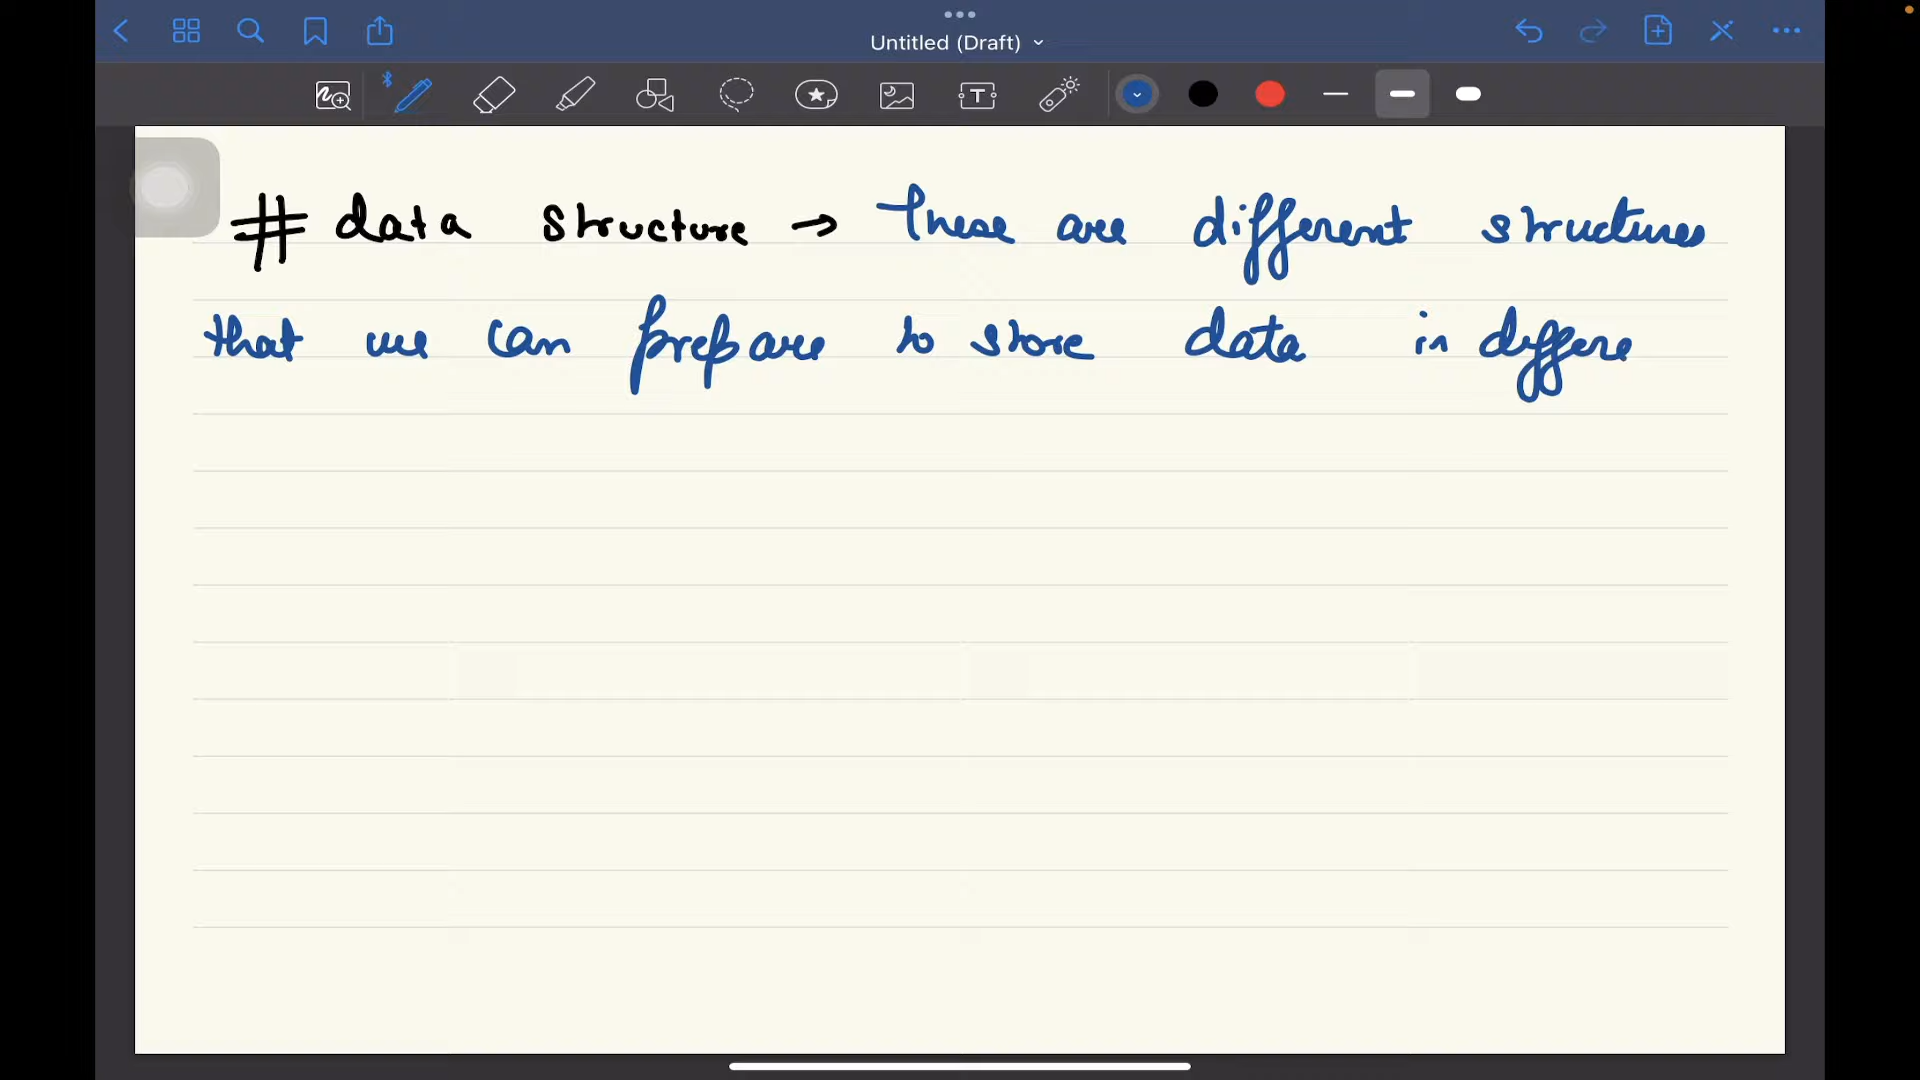 Untitled (Draft)
# data structure → These are different structures
that we can prepare to store data in differe